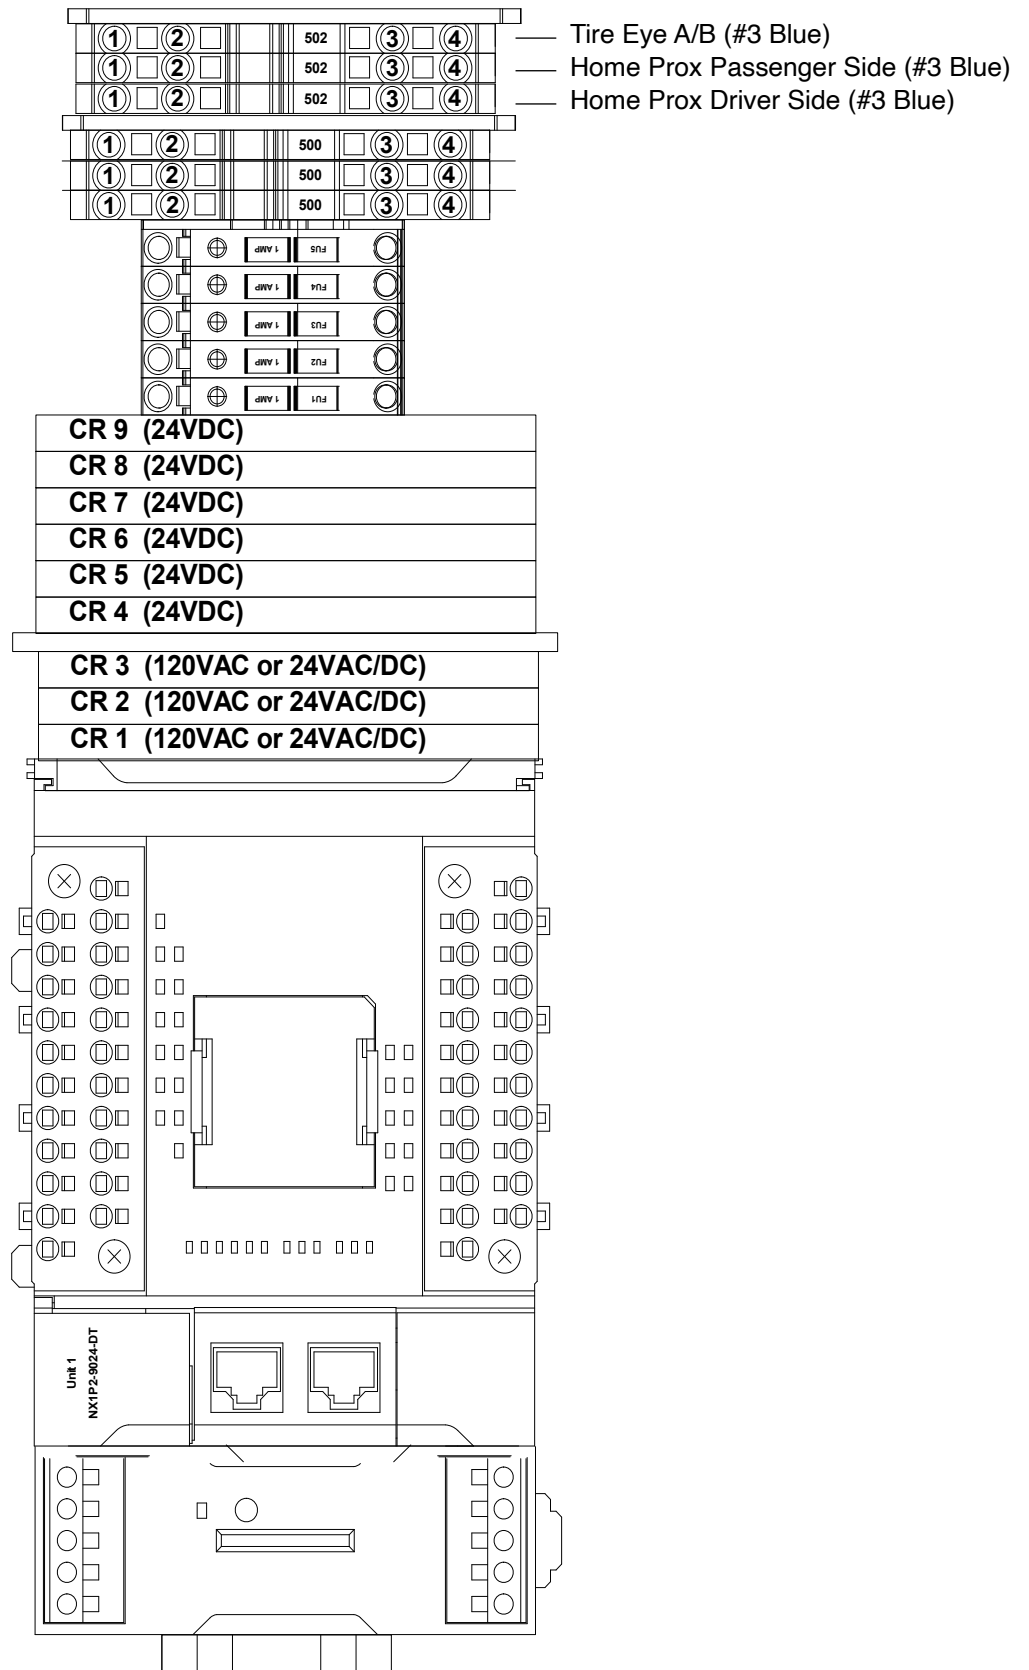 1 2 502 3 4 Tire Eye A/B (#3 Blue)
1 2 502 3 4 Home Prox Passenger Side (#3 Blue)
1 2 502 3 4 Home Prox Driver Side (#3 Blue)
1 2 500 3 4
1 2 500 3 4
1 2 500 3 4
1 AMP FU5
1 AMP FU4
1 AMP FU3
1 AMP FU2
1 AMP FU1
CR 9 (24VDC)
CR 8 (24VDC)
CR 7 (24VDC)
CR 6 (24VDC)
CR 5 (24VDC)
CR 4 (24VDC)
CR 3 (120VAC or 24VAC/DC)
CR 2 (120VAC or 24VAC/DC)
CR 1 (120VAC or 24VAC/DC)
Unit 1
NX1P2-9024-DT